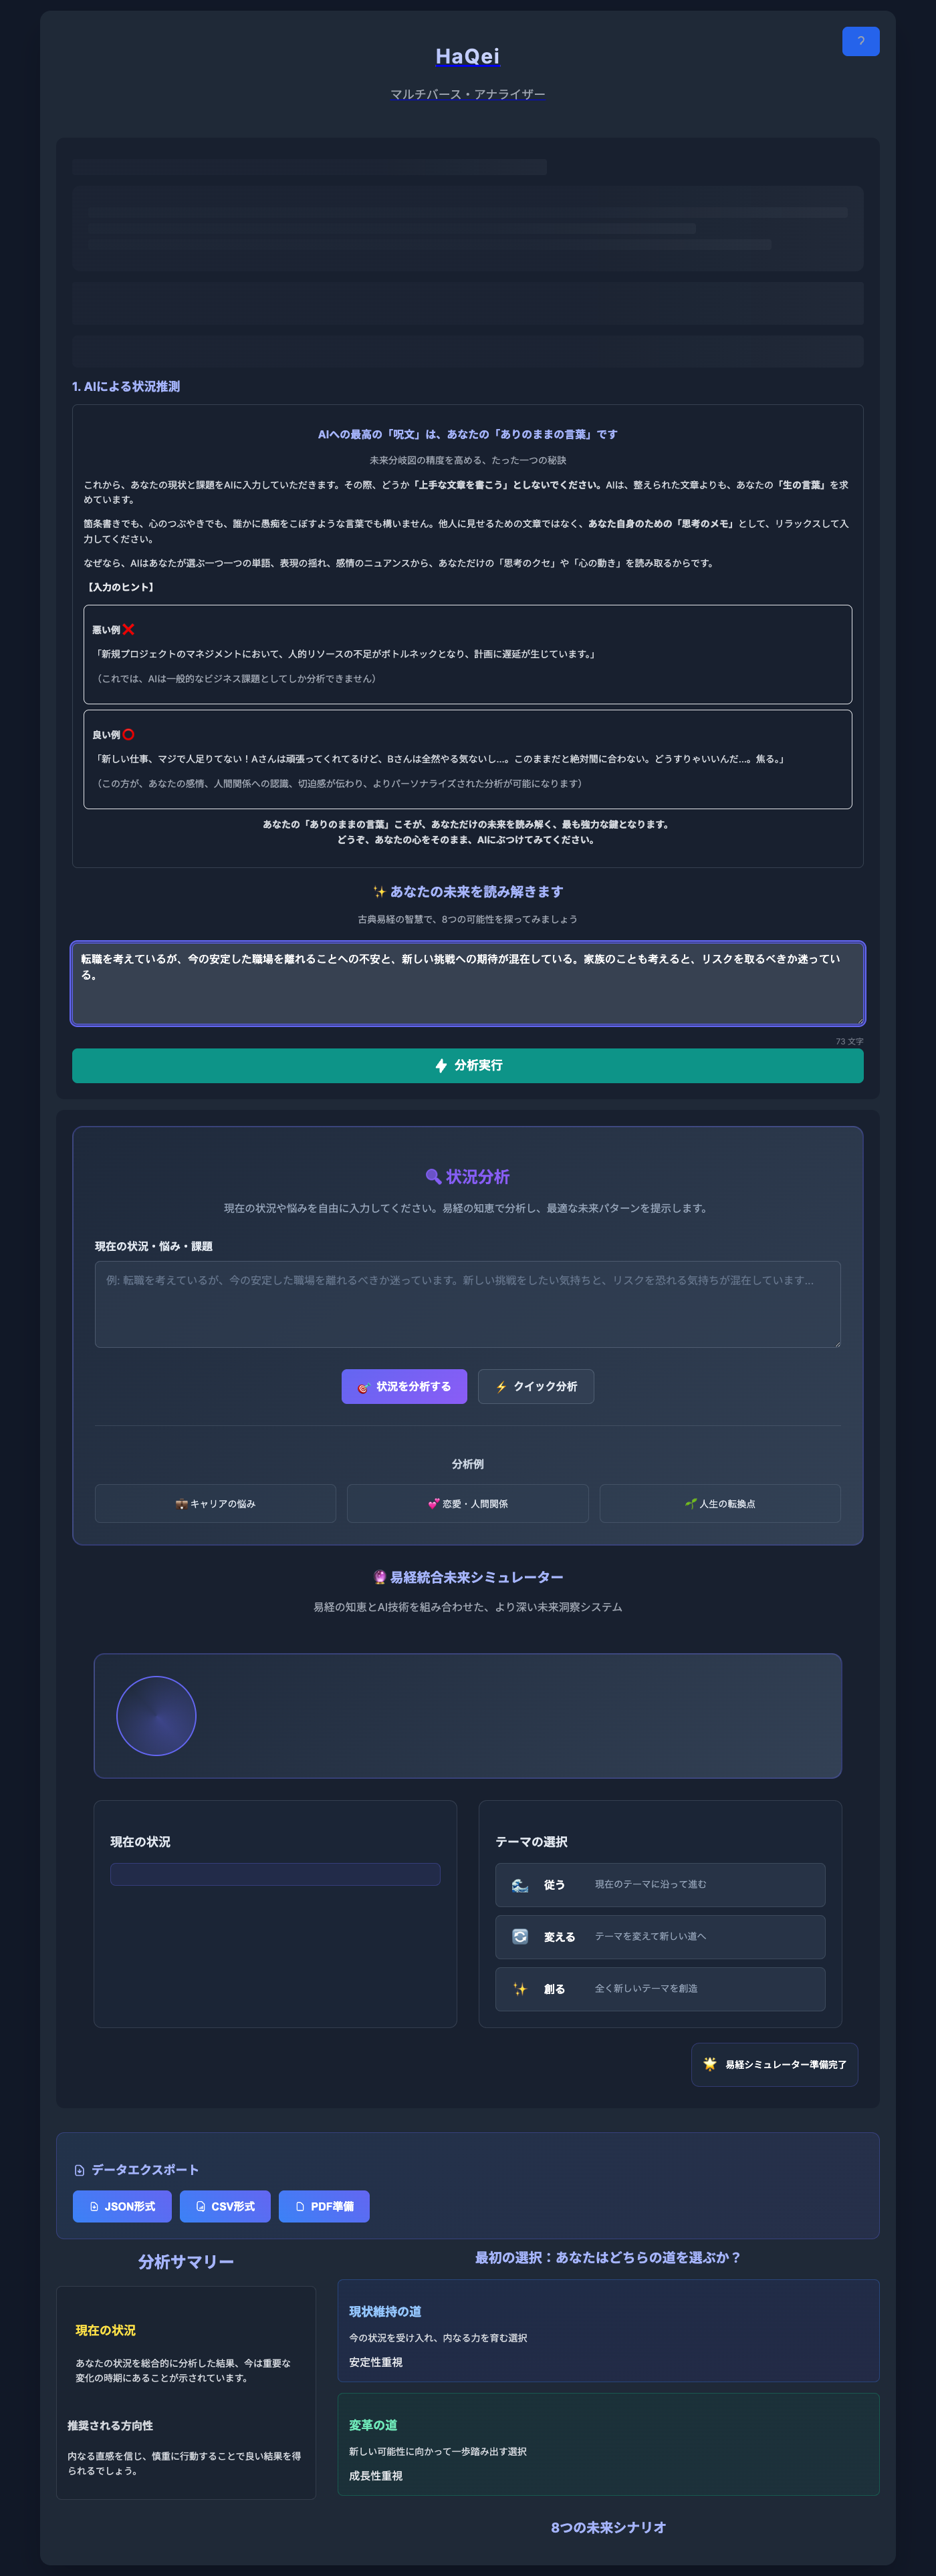 HaQei
?
マルチバース・アナライザー
1. AIによる状況推測
AIへの最高の「呪文」は、あなたの「ありのままの言葉」です
未来分岐図の精度を高める、たった一つの秘訣
これから、あなたの現状と課題をAIに入力していただきます。その際、どうか「上手な文章を書こう」としないでください。AIは、整えられた文章よりも、あなたの「生の言葉」を求
めています。
箇条書きでも、心のつぶやきでも、誰かに愚痴をこぼすような言葉でも構いません。他人に見せるための文章ではなく、あなた自身のための「思考のメモ」として、リラックスして入
力してください。
なぜなら、AIはあなたが選ぶ一つ一つの単語、表現の揺れ、感情のニュアンスから、あなただけの「思考のクセ」や「心の動き」を読み取るからです。
【入力のヒント】
悪い例 ❌
「新規プロジェクトのマネジメントにおいて、人的リソースの不足がボトルネックとなり、計画に遅延が生じています。」
（これでは、AIは一般的なビジネス課題としてしか分析できません）
良い例 ⭕
「新しい仕事、マジで人足りてない！Aさんは頑張ってくれてるけど、Bさんは全然やる気ないし…。このままだと絶対間に合わない。どうすりゃいいんだ…。焦る。」
（この方が、あなたの感情、人間関係への認識、切迫感が伝わり、よりパーソナライズされた分析が可能になります）
あなたの「ありのままの言葉」こそが、あなただけの未来を読み解く、最も強力な鍵となります。
どうぞ、あなたの心をそのまま、AIにぶつけてみてください。
✨ あなたの未来を読み解きます
古典易経の智慧で、8つの可能性を探ってみましょう
転職を考えているが、今の安定した職場を離れることへの不安と、新しい挑戦への期待が混在している。家族のことも考えると、リスクを取るべきか迷ってい
る。
73 文字
分析実行
🔍 状況分析
現在の状況や悩みを自由に入力してください。易経の知恵で分析し、最適な未来パターンを提示します。
現在の状況・悩み・課題
例: 転職を考えているが、今の安定した職場を離れるべきか迷っています。新しい挑戦をしたい気持ちと、リスクを恐れる気持ちが混在しています...
🎯 状況を分析する
⚡ クイック分析
分析例
💼 キャリアの悩み
💕 恋愛・人間関係
🌱 人生の転換点
🔮 易経統合未来シミュレーター
易経の知恵とAI技術を組み合わせた、より深い未来洞察システム
現在の状況
テーマの選択
🌊 従う 現在のテーマに沿って進む
🔄 変える テーマを変えて新しい道へ
✨ 創る 全く新しいテーマを創造
🌟 易経シミュレーター準備完了
データエクスポート
JSON形式
CSV形式
PDF準備
分析サマリー
現在の状況
あなたの状況を総合的に分析した結果、今は重要な
変化の時期にあることが示されています。
推奨される方向性
内なる直感を信じ、慎重に行動することで良い結果を得
られるでしょう。
最初の選択：あなたはどちらの道を選ぶか？
現状維持の道
今の状況を受け入れ、内なる力を育む選択
安定性重視
変革の道
新しい可能性に向かって一歩踏み出す選択
成長性重視
8つの未来シナリオ